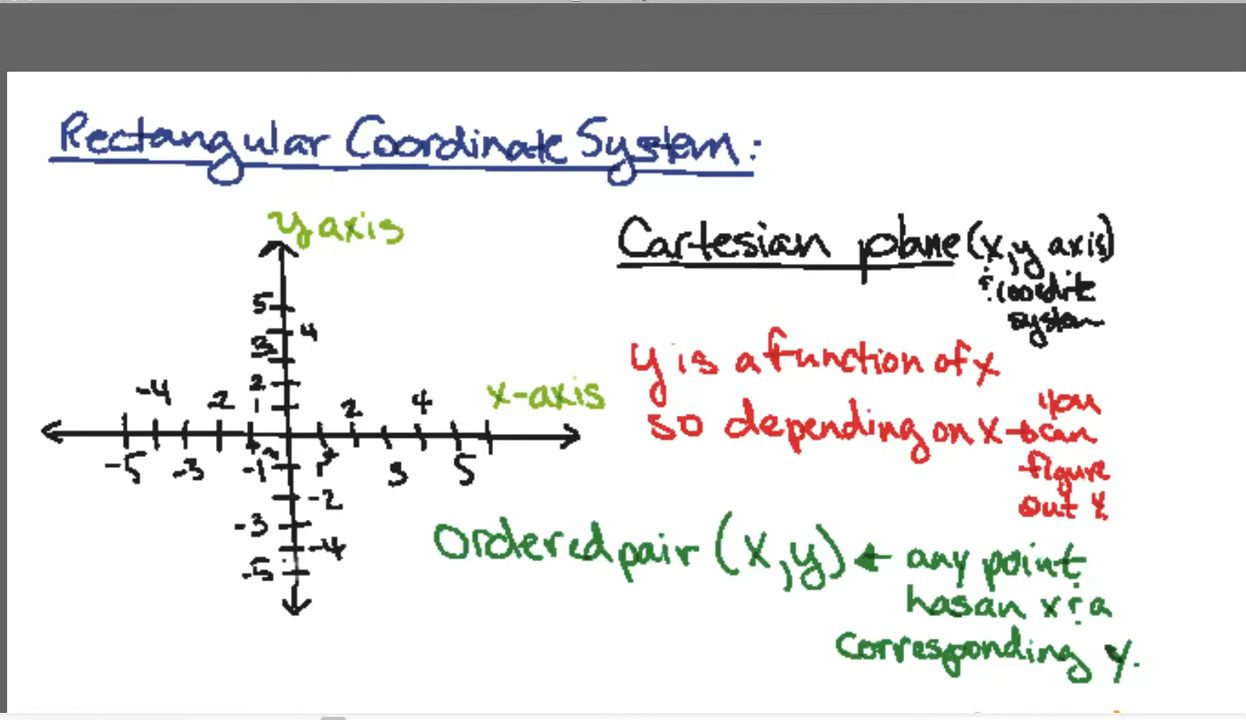 Rectangular Coordinate System:
y axis
Cartesian plane (x,y axis)
system
5
4
3
2
1
x-axis
-4
-2
2
4
-5
-3
-1
3
5
-2
-3
-4
-5
y is a function of x
so depending on x → you can
figure
out y
Ordered pair (x,y) ← any point
has an x & a
corresponding y.